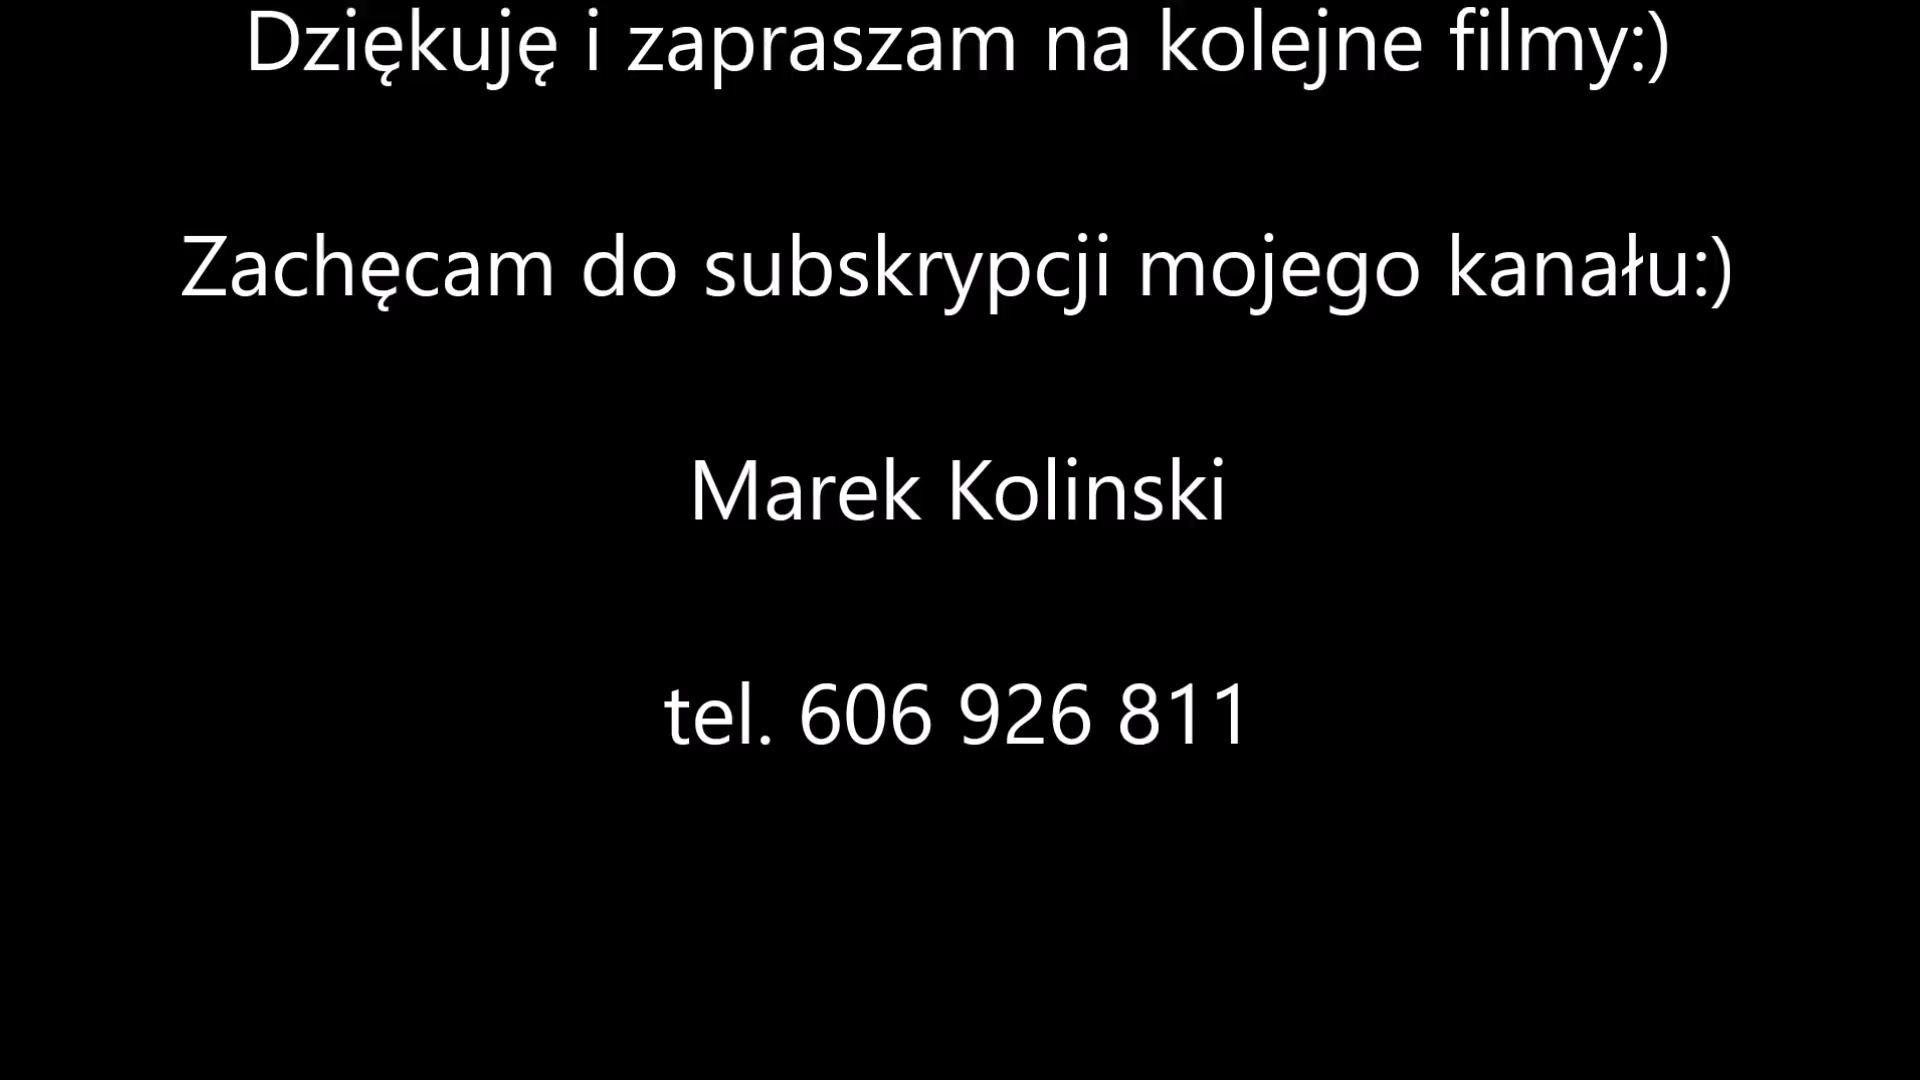 Dziękuję i zapraszam na kolejne filmy:)
Zachęcam do subskrypcji mojego kanału:)
Marek Kolinski
tel. 606 926 811